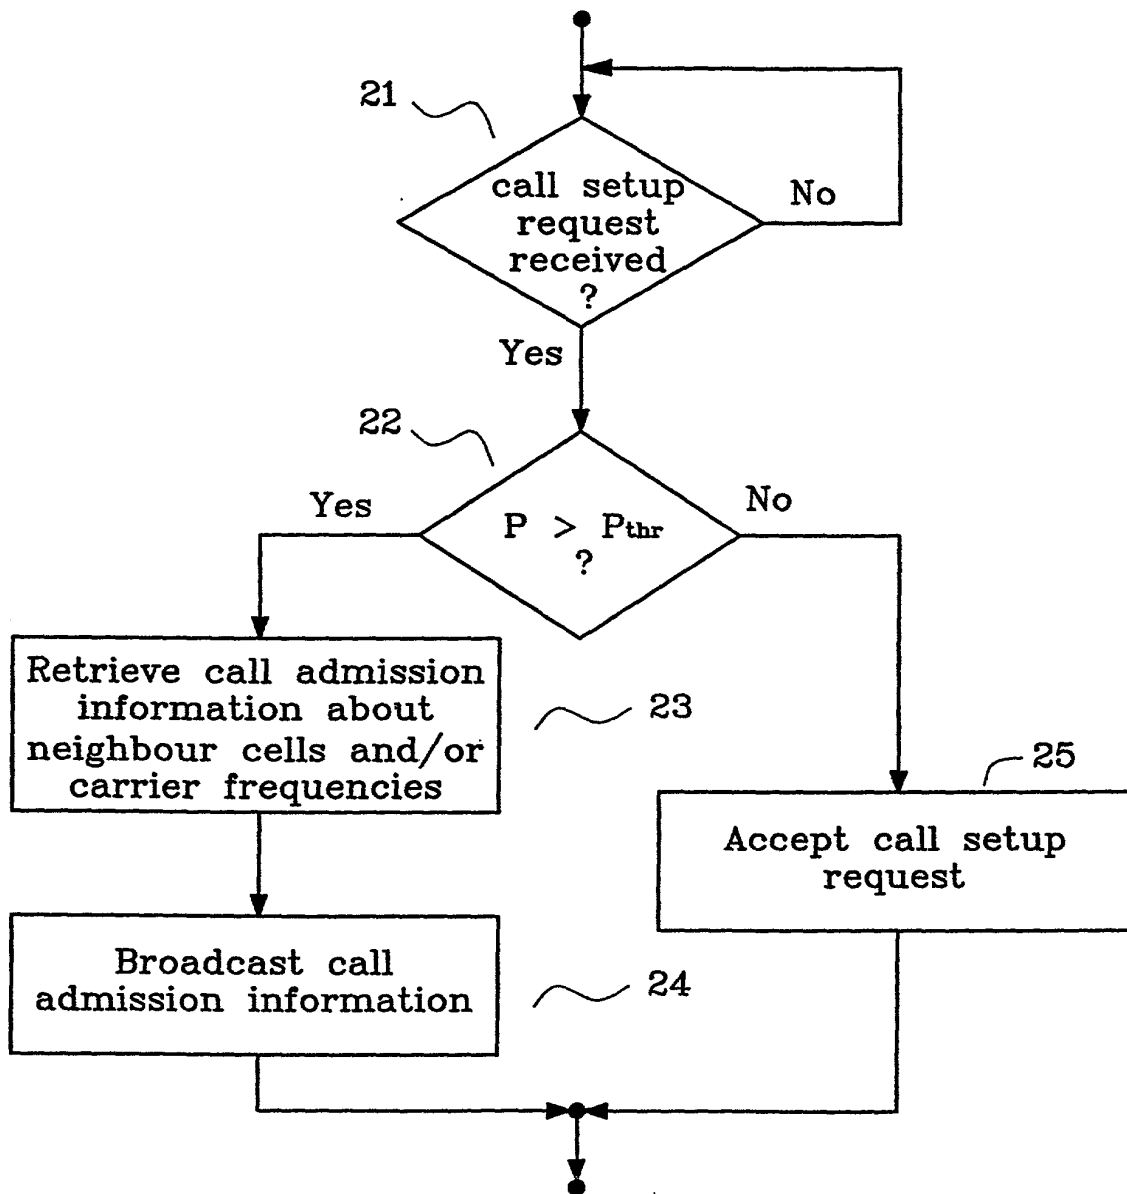 21
call setup
request
received
?
No
Yes
22
P > Pthr
?
Yes
No
Retrieve call admission
information about
neighbour cells and/or
carrier frequencies
23
25
Accept call setup
request
Broadcast call
admission information
24